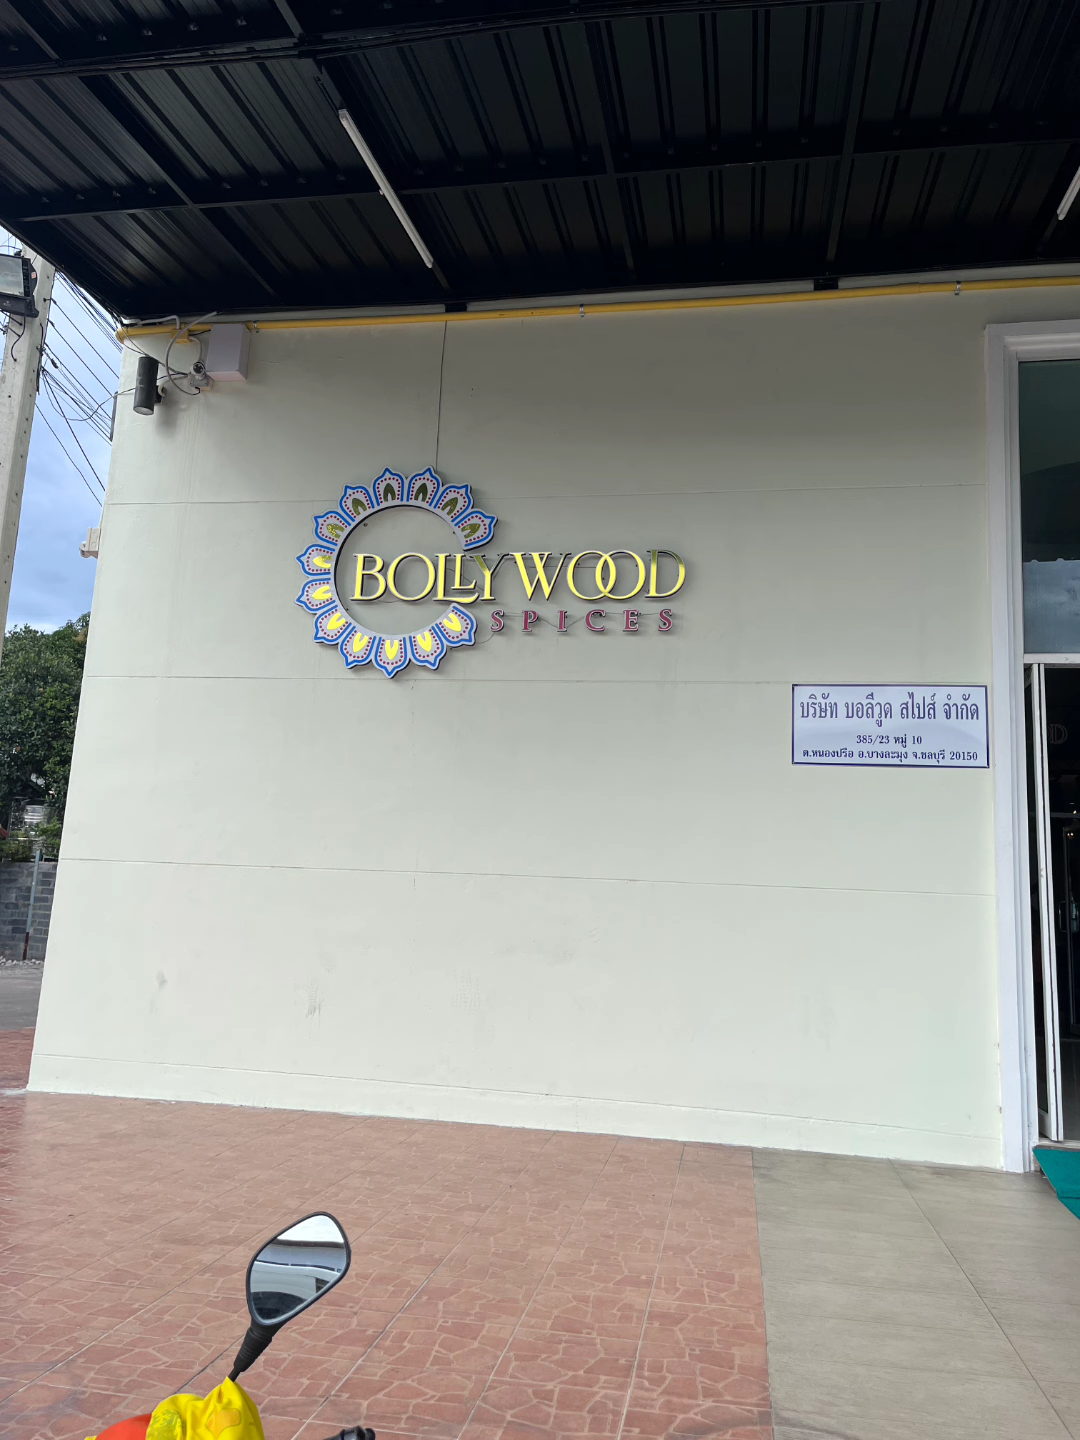 BOLLYWOOD
SPICES
บริษัท บอลีวูด สไปส์ จำกัด
385/23 หมู่ 10
ต.หนองปรือ อ.บางละมุง จ.ชลบุรี 20150